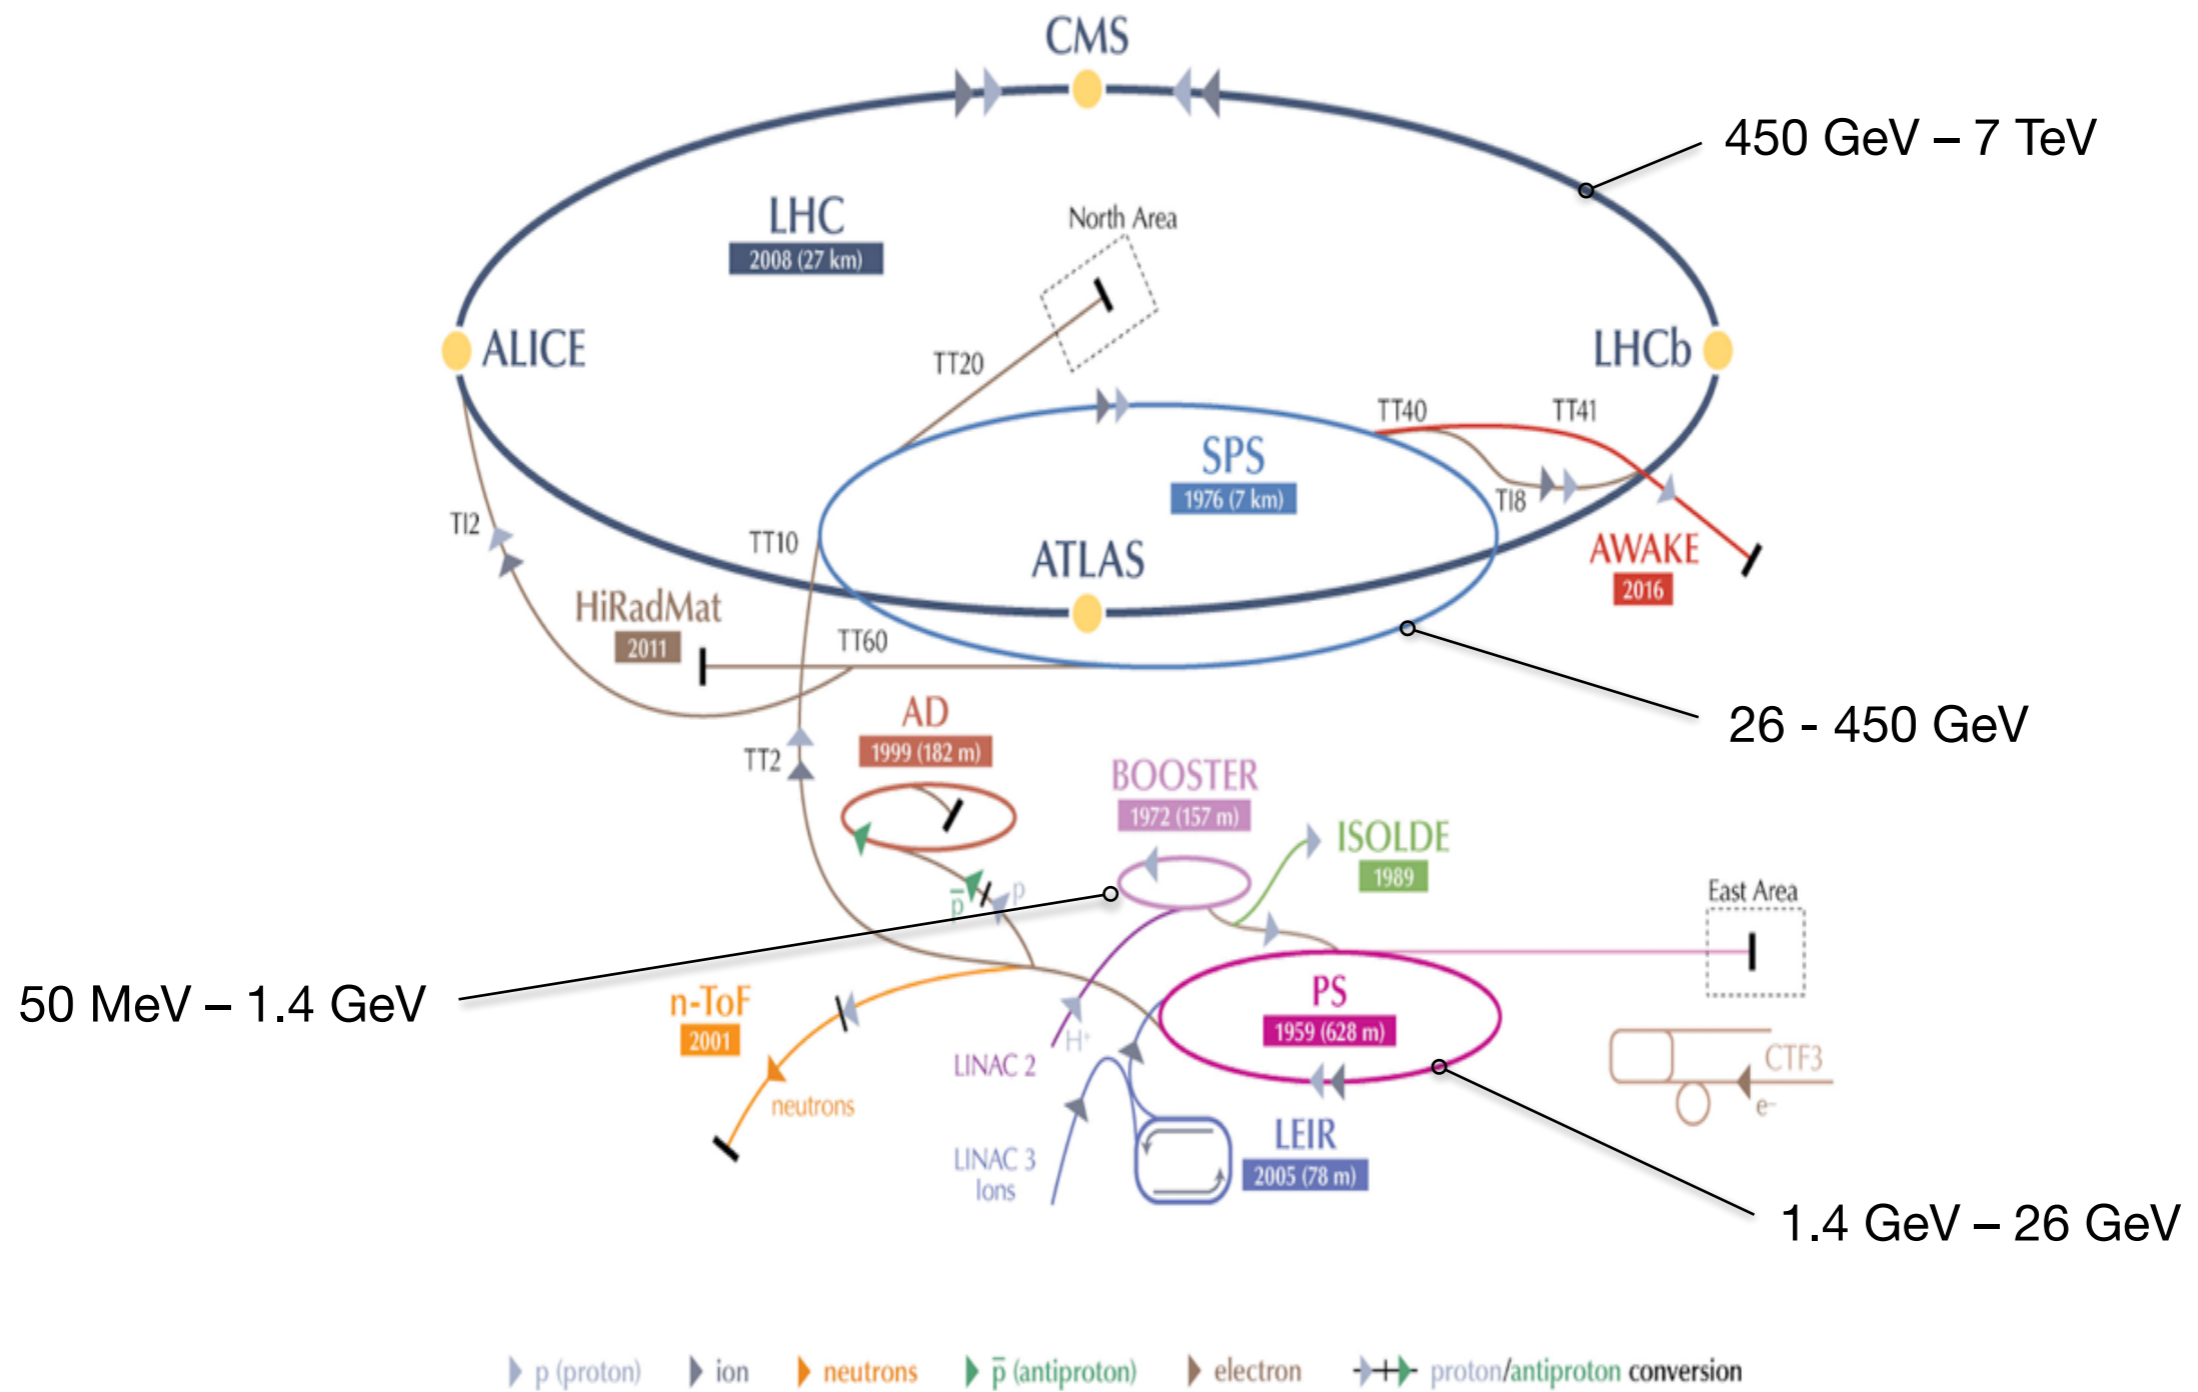 CMS
450 GeV – 7 TeV
LHC
2008 (27 km)
North Area
ALICE
LHCb
TT20
TT40
TT41
SPS
1976 (7 km)
TI8
TI2
TT10
ATLAS
AWAKE
2016
HiRadMat
2011
TT60
26 - 450 GeV
AD
1999 (182 m)
TT2
BOOSTER
1972 (157 m)
ISOLDE
1989
p̅
p
East Area
50 MeV – 1.4 GeV
n-ToF
2001
PS
1959 (628 m)
H⁺
LINAC 2
CTF3
e⁻
neutrons
LEIR
2005 (78 m)
LINAC 3
Ions
1.4 GeV – 26 GeV
p (proton)
ion
neutrons
p̅ (antiproton)
electron
proton/antiproton conversion